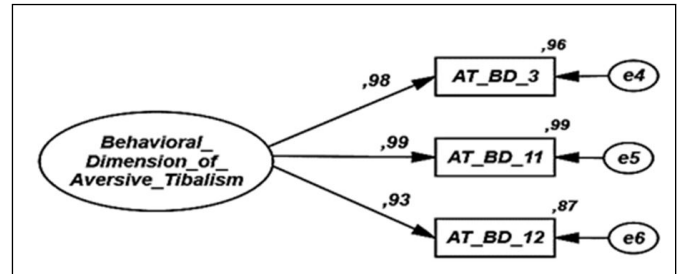 ,96
AT_BD_3
e4
,98
,99
Behavioral_
Dimension_of_
Aversive_Tibalism
,99
AT_BD_11
e5
,93
,87
AT_BD_12
e6